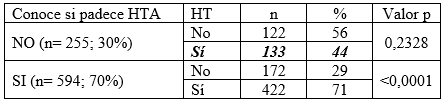 Conoce si padece HTA HT n % Valor p
NO (n= 255; 30%) No 122 56 0,2328
Sí 133 44
SI (n= 594; 70%) No 172 29 <0,0001
Sí 422 71